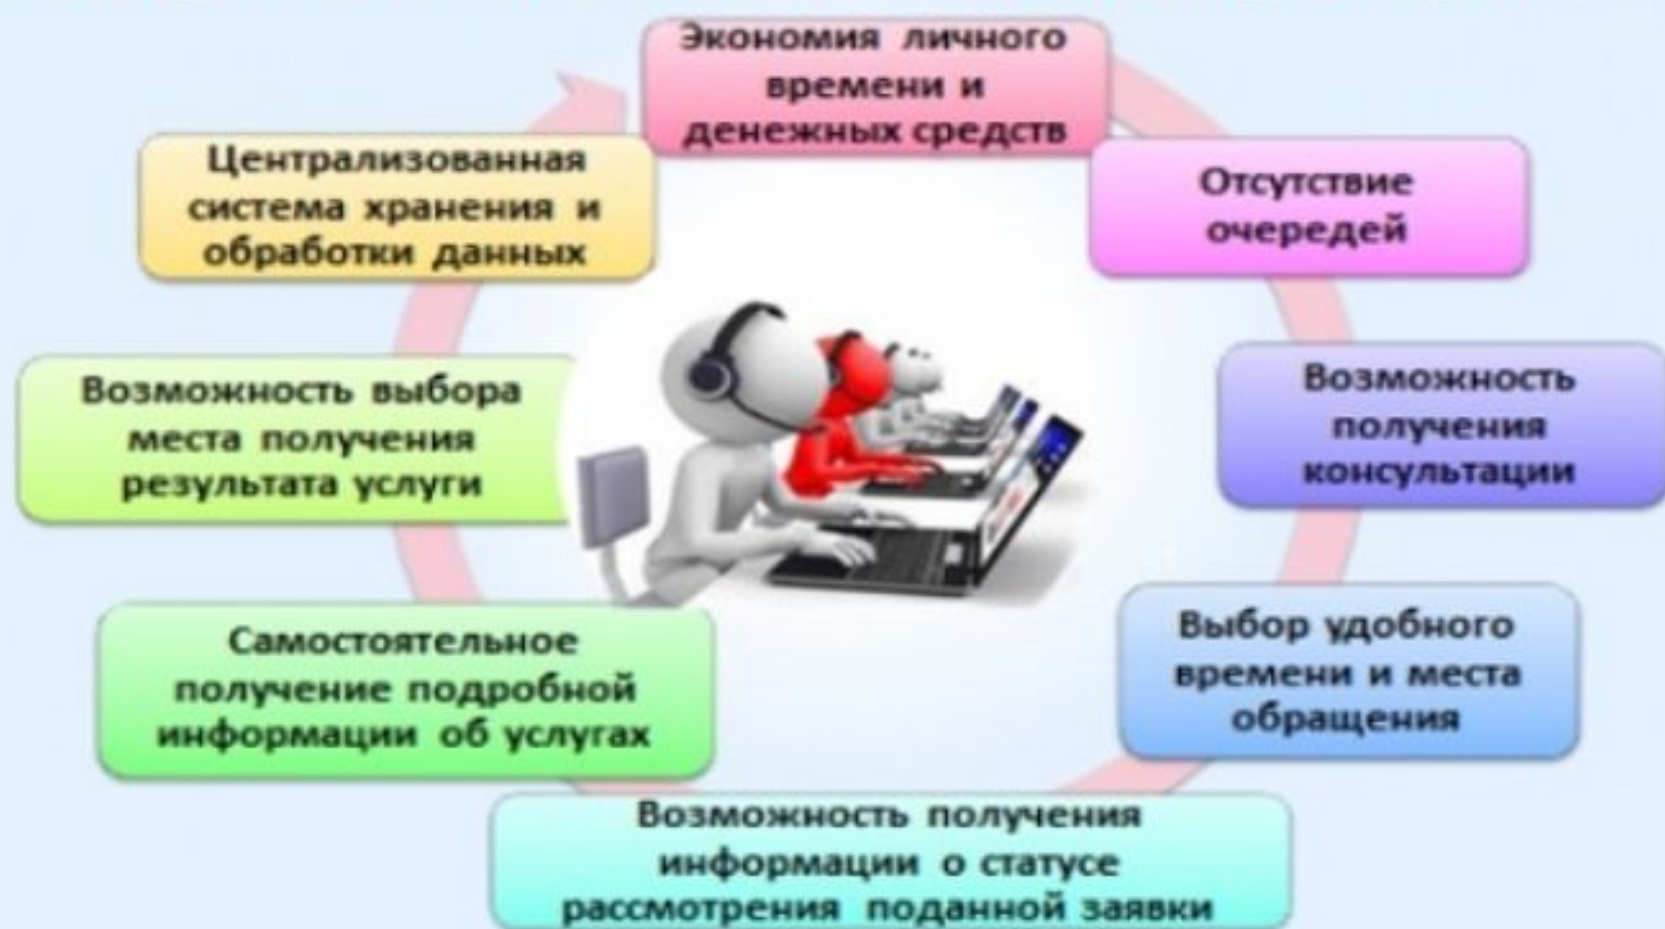 Экономия личного
времени и
денежных средств
Отсутствие
очередей
Возможность
получения
консультации
Выбор удобного
времени и места
обращения
Возможность получения
информации о статусе
рассмотрения поданной заявки
Самостоятельное
получение подробной
информации об услугах
Возможность выбора
места получения
результата услуги
Централизованная
система хранения и
обработки данных